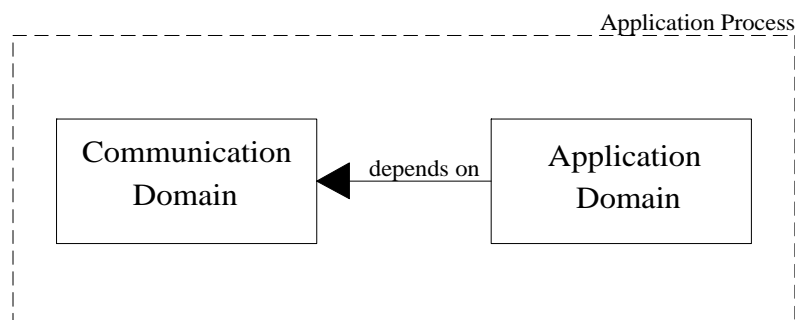 Application Process
Communication
Domain
depends on
Application
Domain